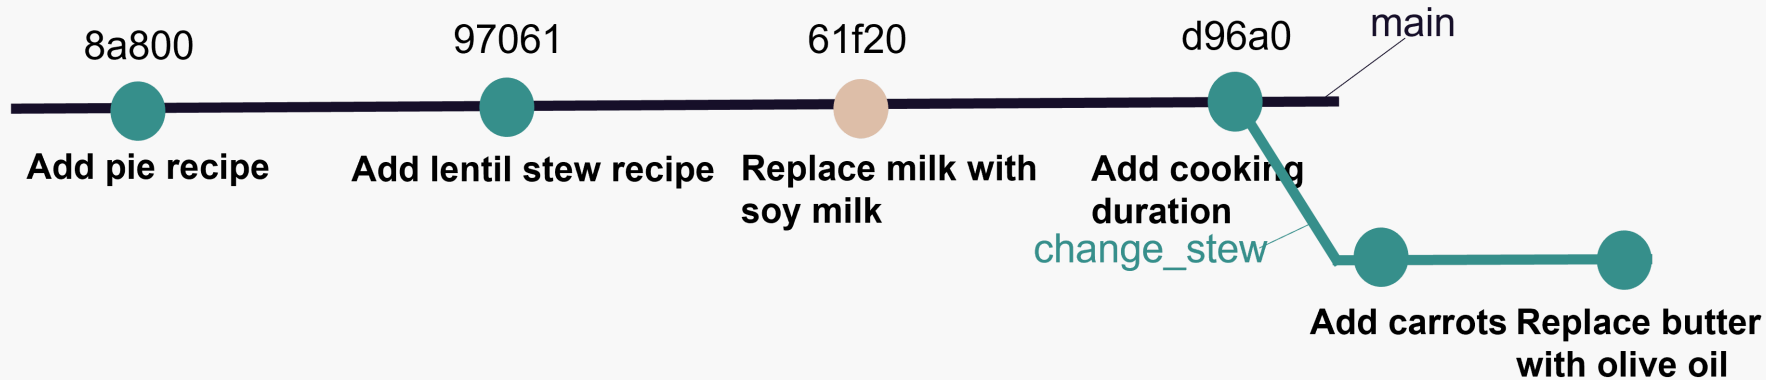 8a800
97061
61f20
d96a0
main
Add pie recipe
Add lentil stew recipe
Replace milk with
soy milk
Add cooking
duration
change_stew
Add carrots
Replace butter
with olive oil